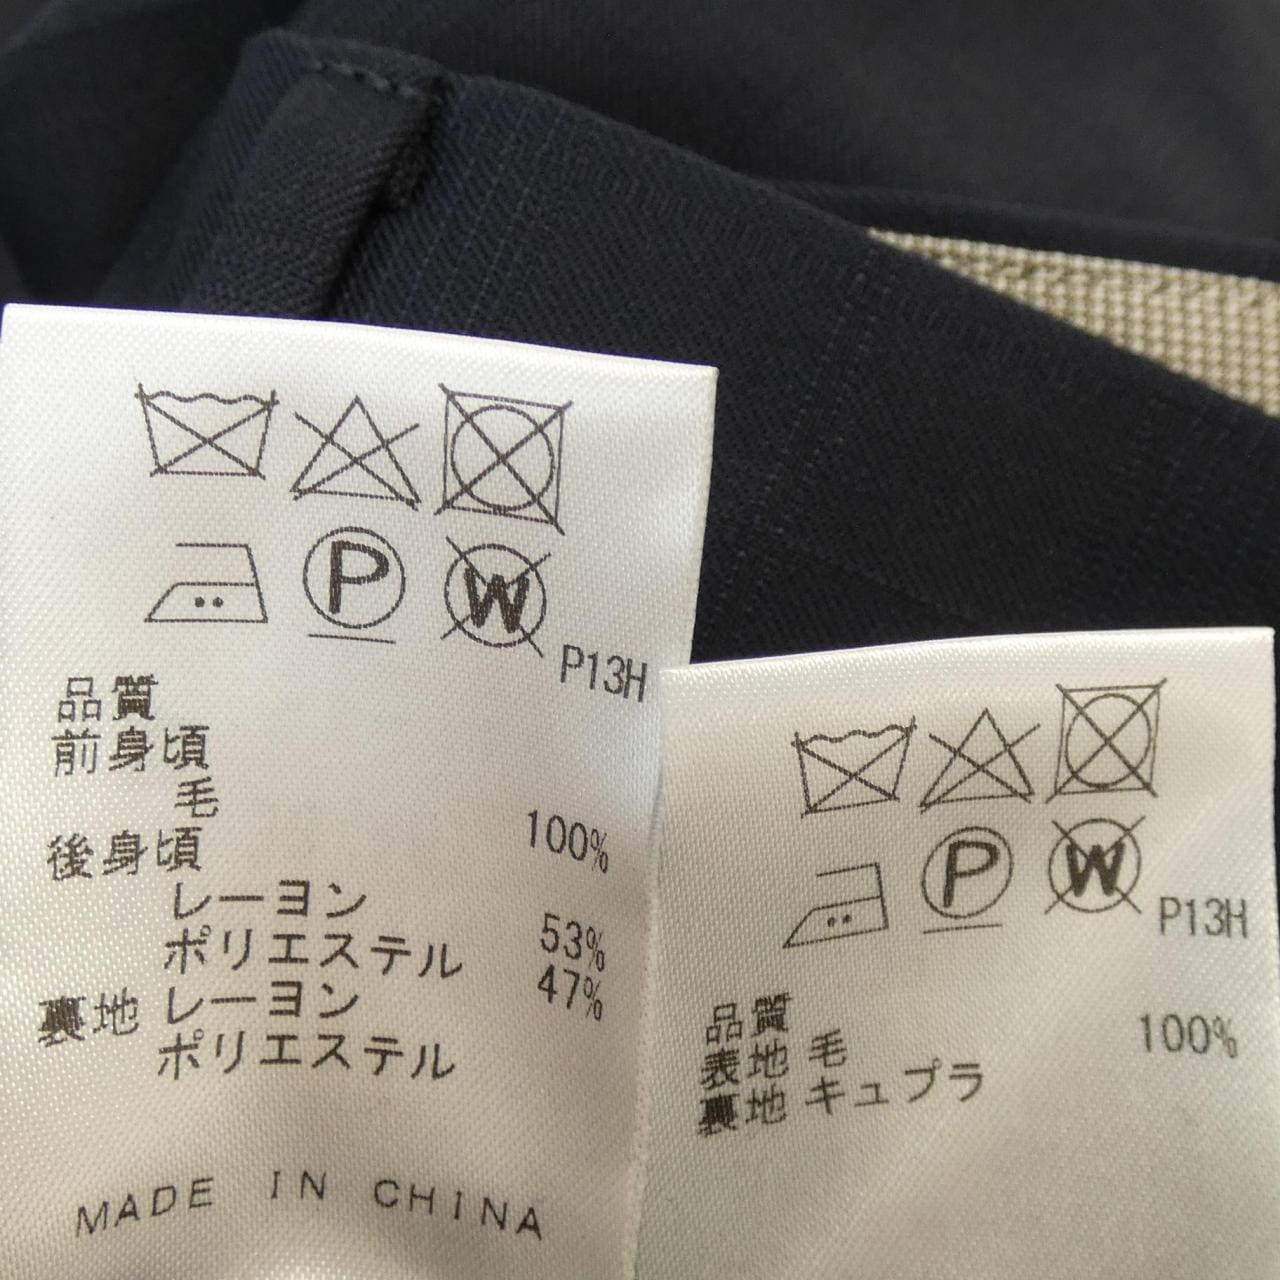 P
W
P13H
品質
前身頃
毛 100%
後身頃
レーヨン 53%
ポリエステル 47%
裏地 レーヨン
ポリエステル
MADE IN CHINA
P
W
P13H
品質
表地 毛 100%
裏地 キュプラ